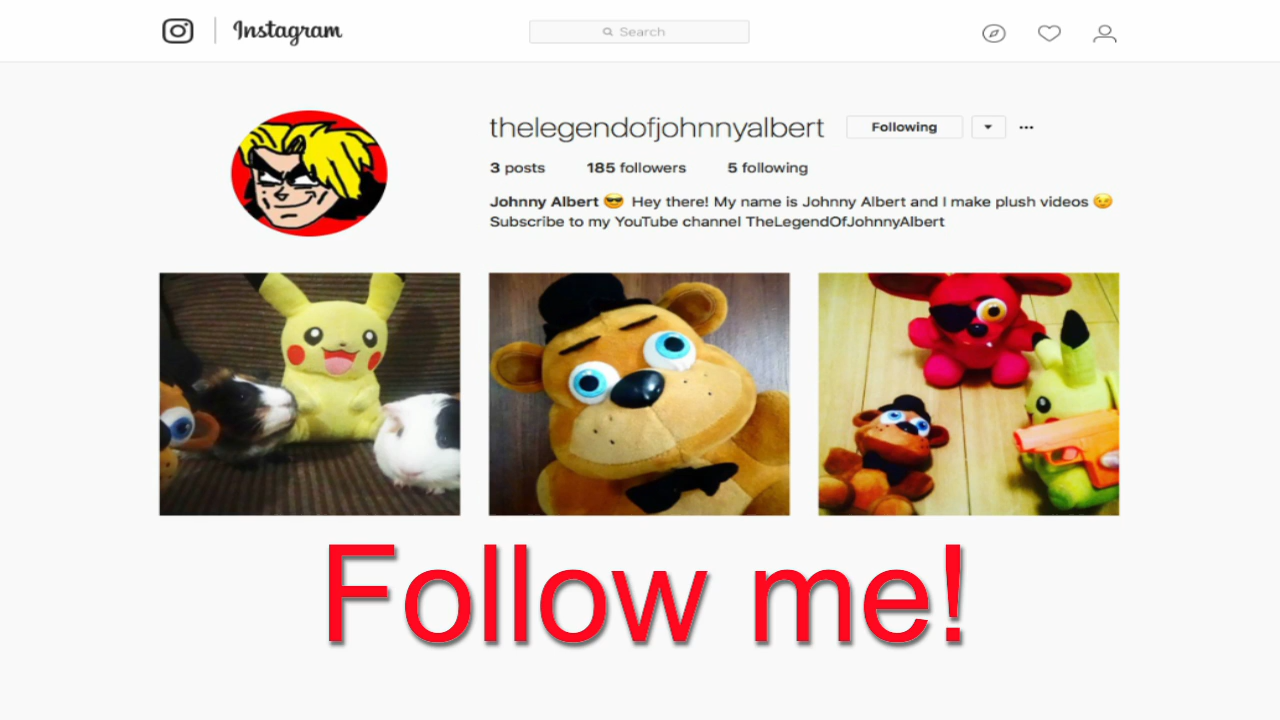 Instagram
Search
thelegendofjohnnyalbert Following
3 posts 185 followers 5 following
Johnny Albert 😎 Hey there! My name is Johnny Albert and I make plush videos 😉
Subscribe to my YouTube channel TheLegendOfJohnnyAlbert
Follow me!